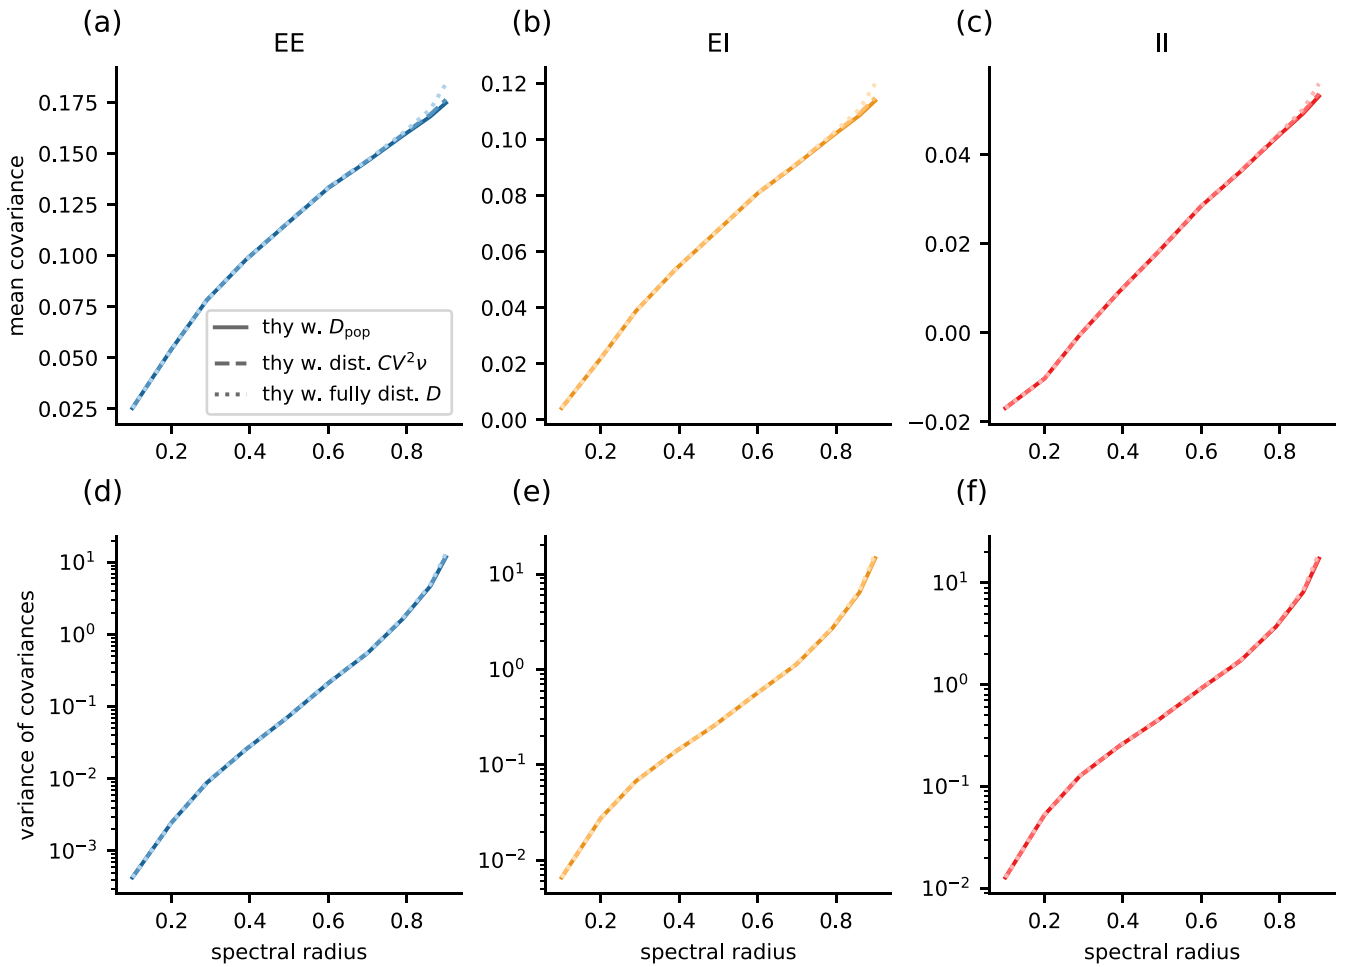 (a)
EE
(b)
EI
(c)
II
mean covariance
0.175
0.150
0.125
0.100
0.075
0.050
0.025
thy w. D_pop
thy w. dist. CV²ν
thy w. fully dist. D
0.2 0.4 0.6 0.8
0.12
0.10
0.08
0.06
0.04
0.02
0.00
0.2 0.4 0.6 0.8
0.04
0.02
0.00
−0.02
0.2 0.4 0.6 0.8
(d)
(e)
(f)
variance of covariances
10¹
10⁰
10⁻¹
10⁻²
10⁻³
0.2 0.4 0.6 0.8
spectral radius
10¹
10⁰
10⁻¹
10⁻²
0.2 0.4 0.6 0.8
spectral radius
10¹
10⁰
10⁻¹
10⁻²
0.2 0.4 0.6 0.8
spectral radius